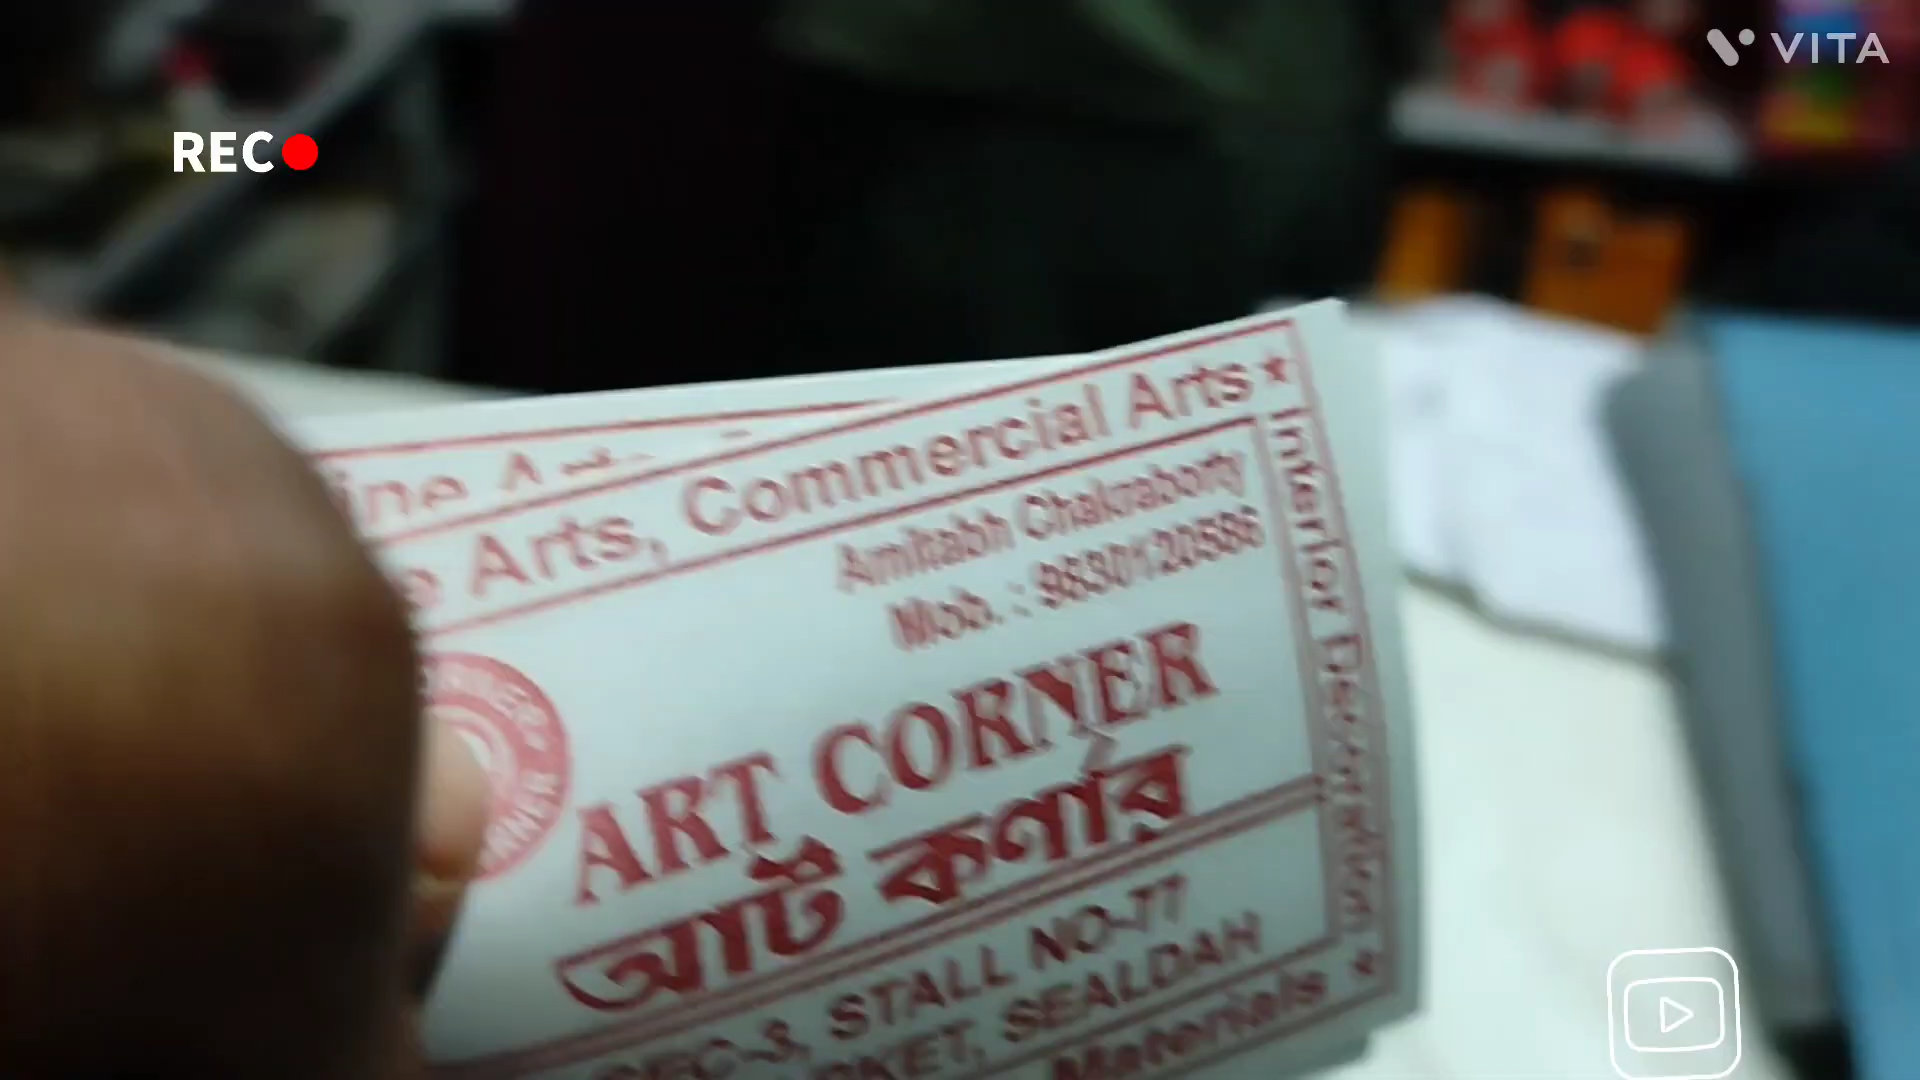 REC
VITA
Arts, Commercial Arts ★
Amitabh Chakraborty
Mob. : 9830120586
ART CORNER
আর্ট কর্ণার
STALL NO-77
SEALDAH
Materials ★
Interior Decoration ★